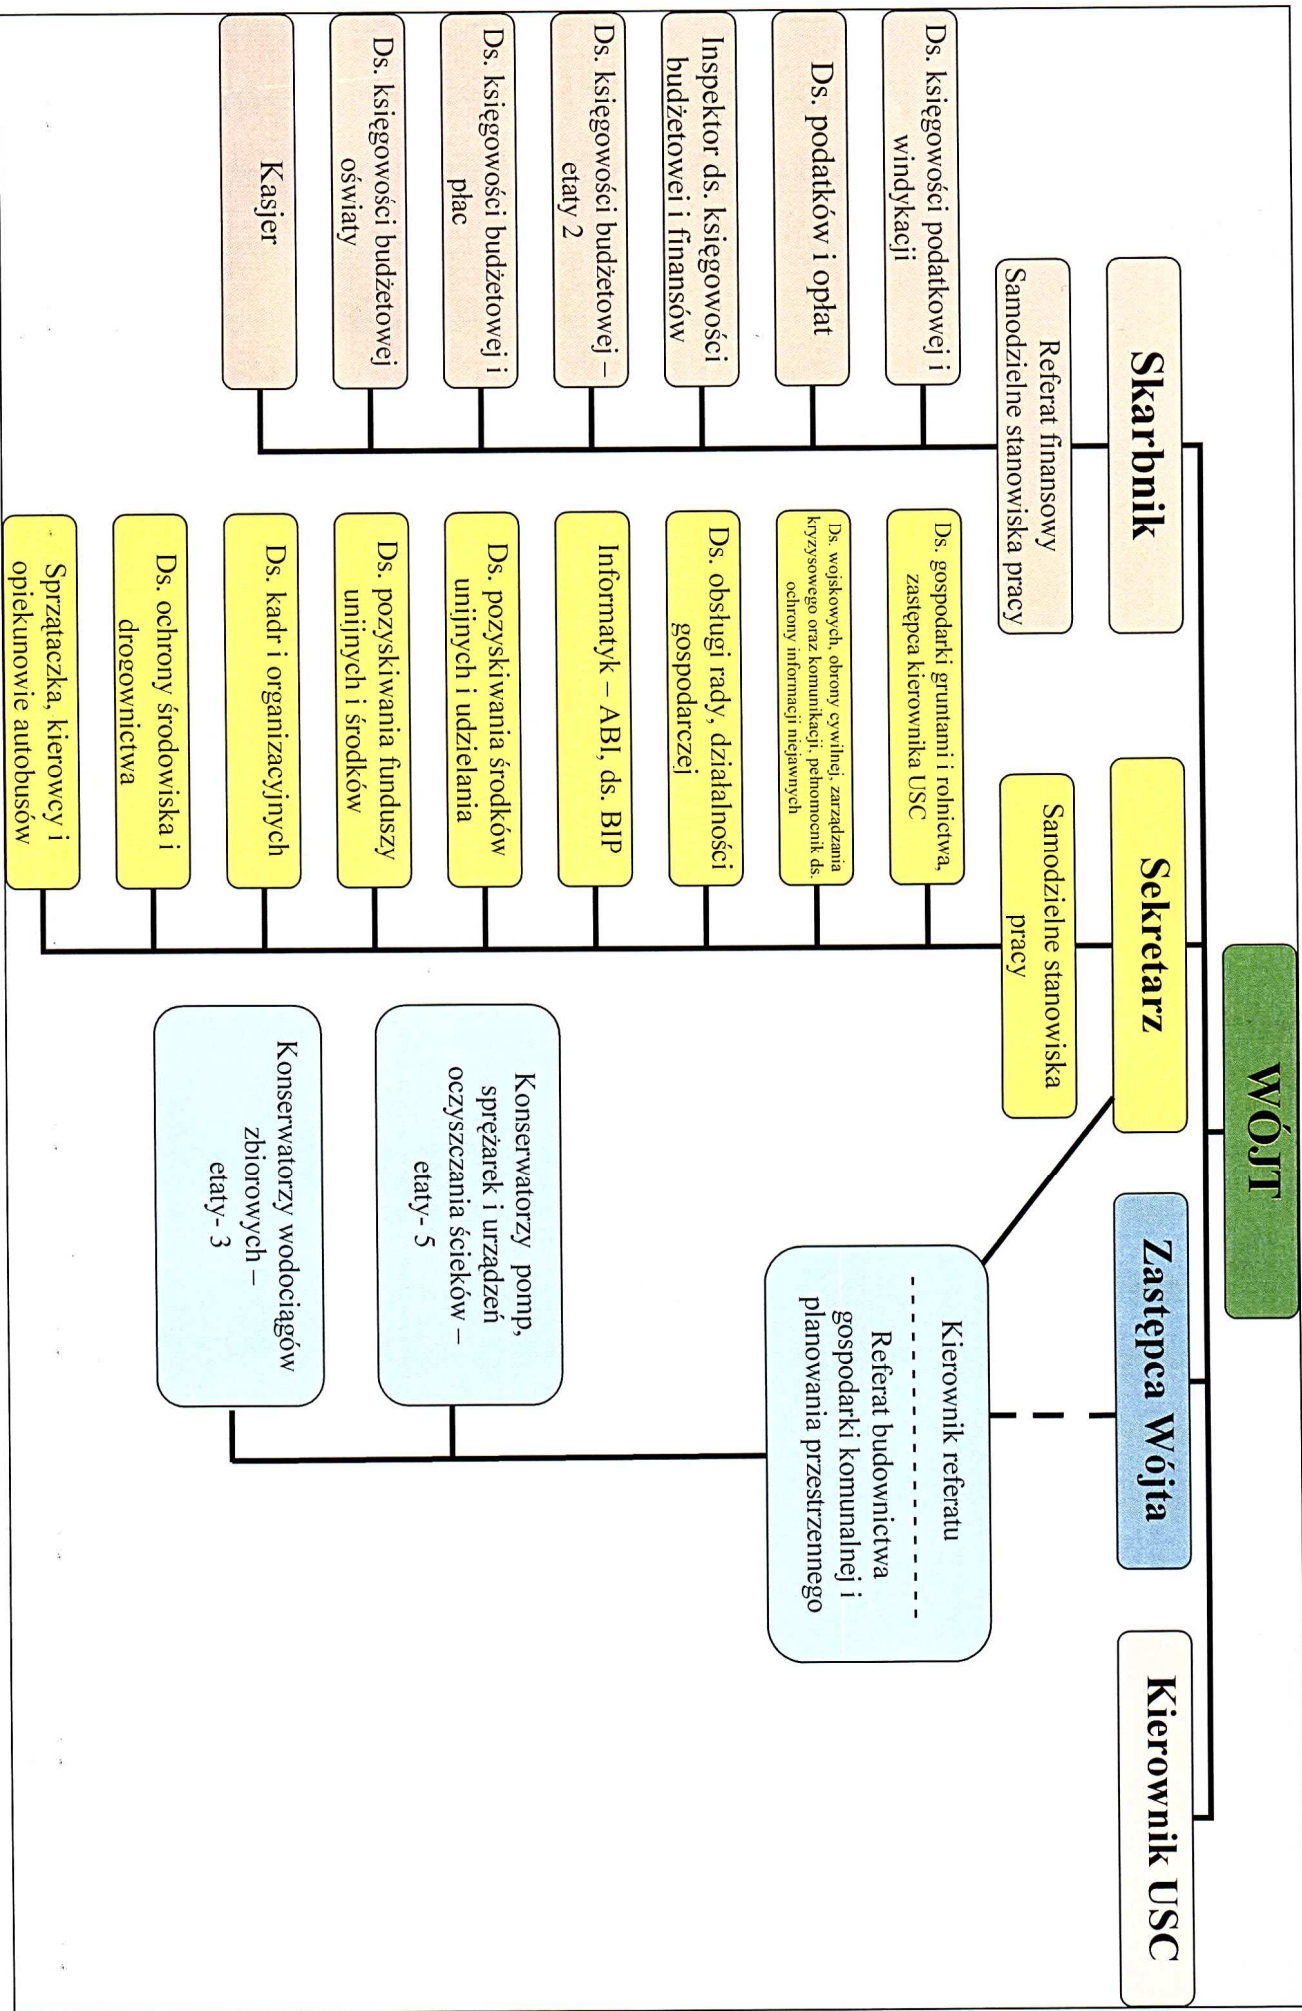 WÓJT
Skarbnik
Sekretarz
Zastępca Wójta
Kierownik USC
Referat finansowy
Samodzielne stanowiska pracy
Ds. księgowości podatkowej i
windykacji
Ds. podatków i opłat
Inspektor ds. księgowości
budżetowej i finansów
Ds. księgowości budżetowej –
etaty 2
Ds. księgowości budżetowej i
płac
Ds. księgowości budżetowej
oświaty
Kasjer
Samodzielne stanowiska
pracy
Ds. gospodarki gruntami i rolnictwa,
zastępca kierownika USC
Ds. wojskowych, obrony cywilnej, zarządzania
kryzysowego oraz komunikacji, pełnomocnik ds.
ochrony informacji niejawnych
Ds. obsługi rady, działalności
gospodarczej
Informatyk – ABI, ds. BIP
Ds. pozyskiwania środków
unijnych i udzielania
Ds. pozyskiwania funduszy
unijnych i środków
Ds. kadr i organizacyjnych
Ds. ochrony środowiska i
drogownictwa
Sprzątaczka, kierowcy i
opiekunowie autobusów
Kierownik referatu
Referat budownictwa
gospodarki komunalnej i
planowania przestrzennego
Konserwatorzy pomp,
sprężarek i urządzeń
oczyszczania ścieków –
etaty- 5
Konserwatorzy wodociągów
zbiorowych –
etaty- 3